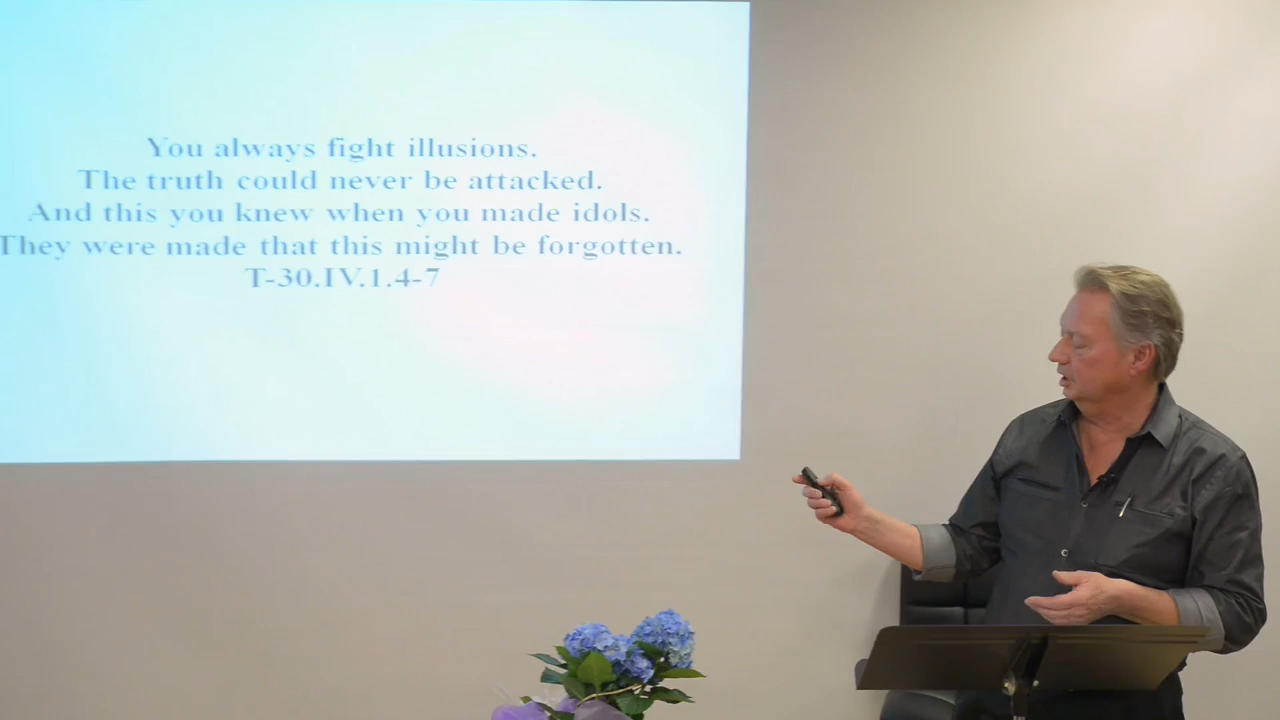 You always fight illusions.
The truth could never be attacked.
And this you knew when you made idols.
They were made that this might be forgotten.
T-30.IV.1.4-7